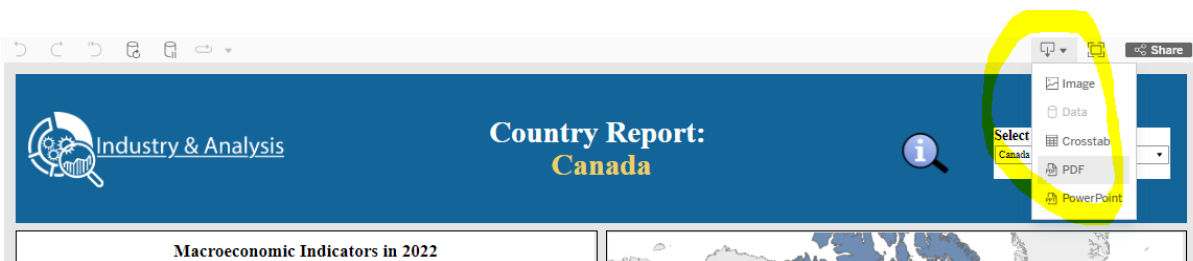 Share
Image
Data
Crosstab
PDF
PowerPoint
Industry & Analysis
Country Report:
Canada
Select
Canada
Macroeconomic Indicators in 2022